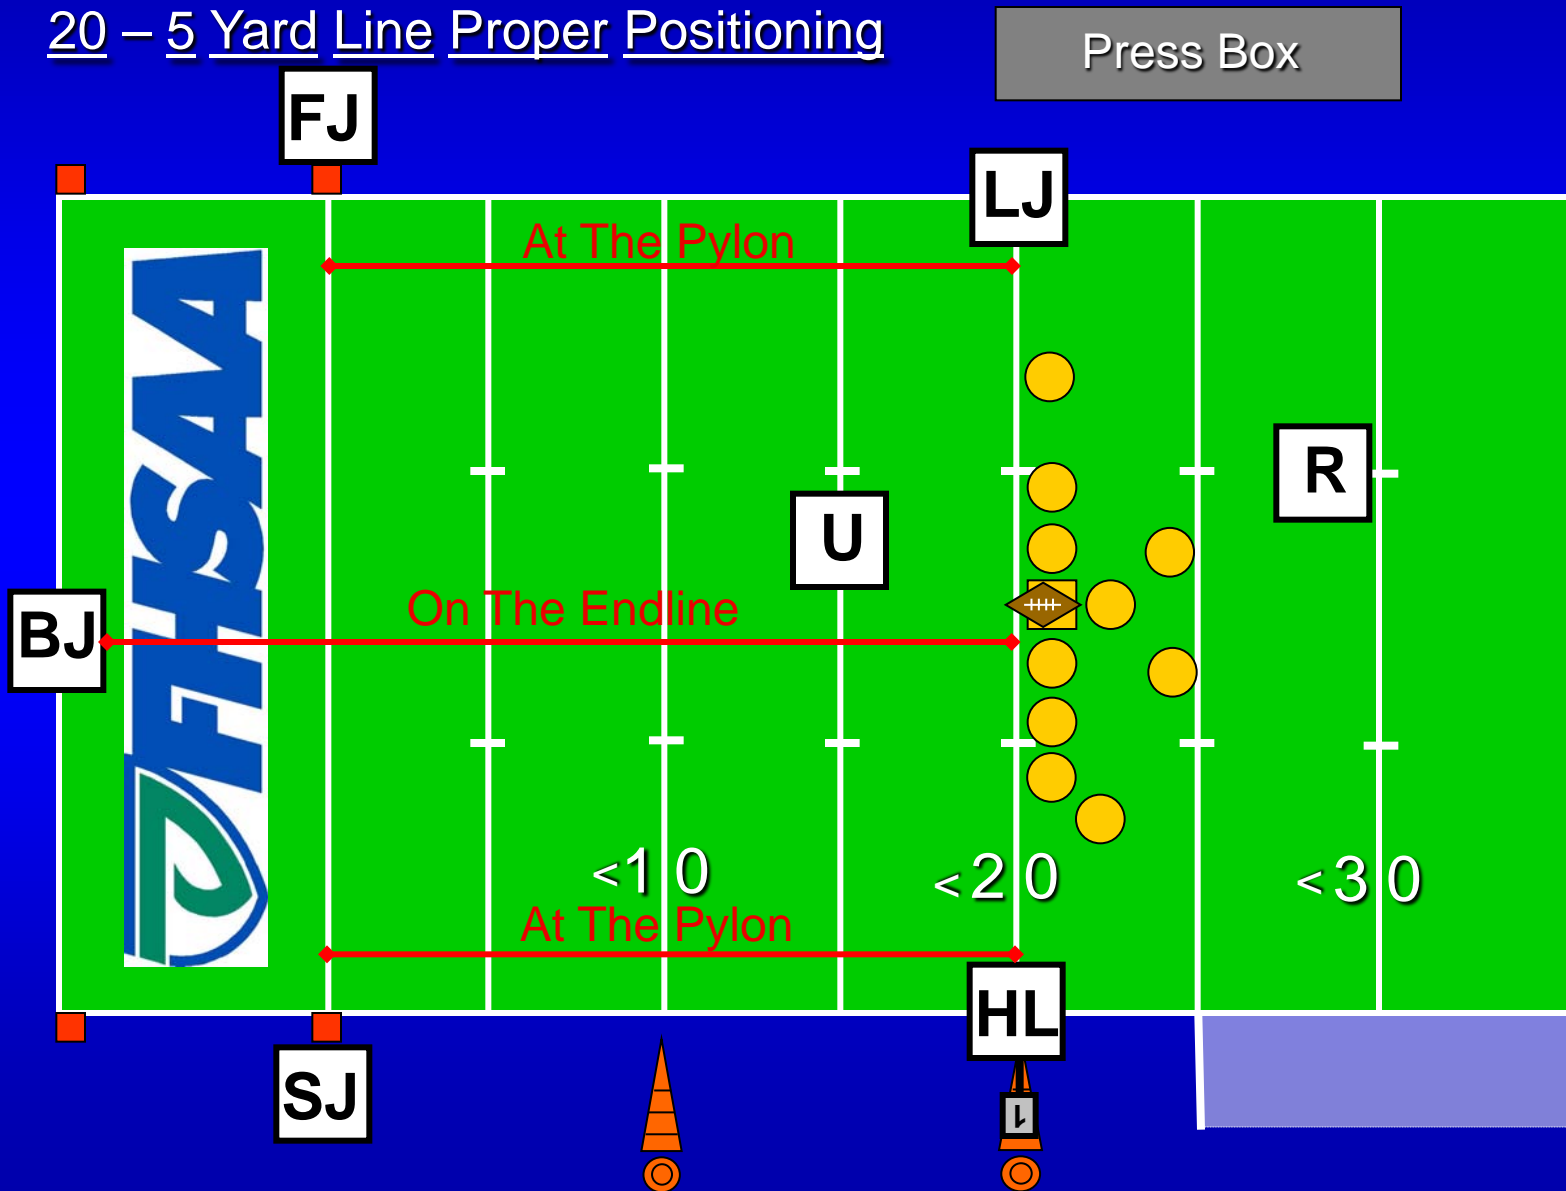 20 – 5 Yard Line Proper Positioning
Press Box
FJ
LJ
At The Pylon
R
U
On The Endline
BJ
FHSAA
<1 0
<2 0
<3 0
At The Pylon
HL
SJ
1